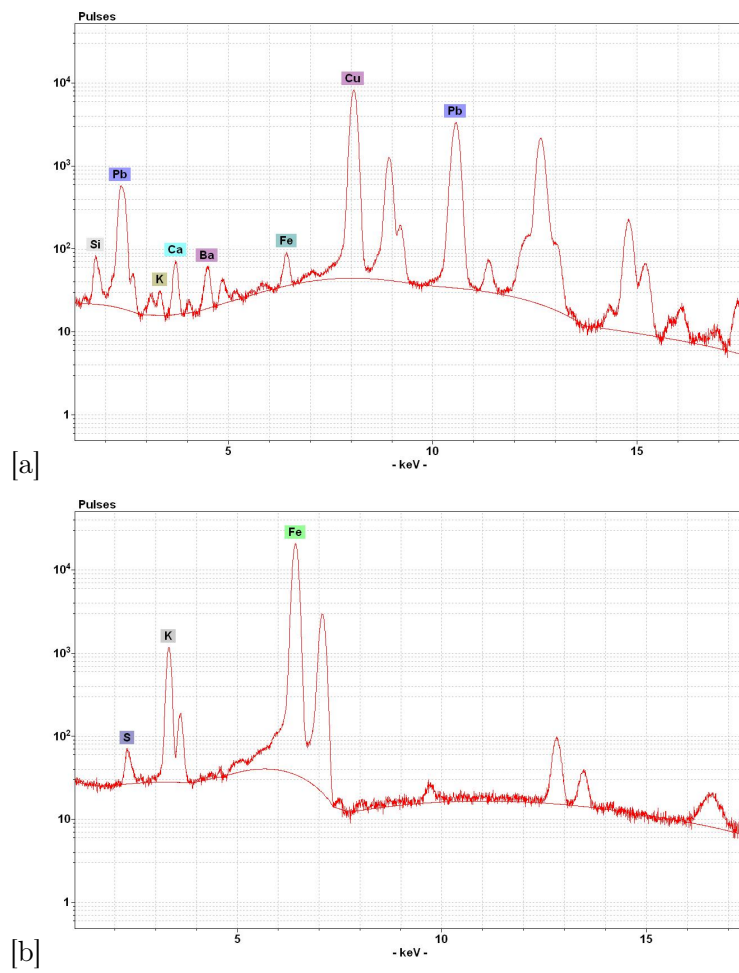 Pulses
10⁴
Cu
Pb
10³
Pb
10²
Si
K
Ca
Ba
Fe
10
1
5
10
15
- keV -
[a]
Pulses
Fe
10⁴
K
10³
10²
S
10
1
5
10
15
- keV -
[b]